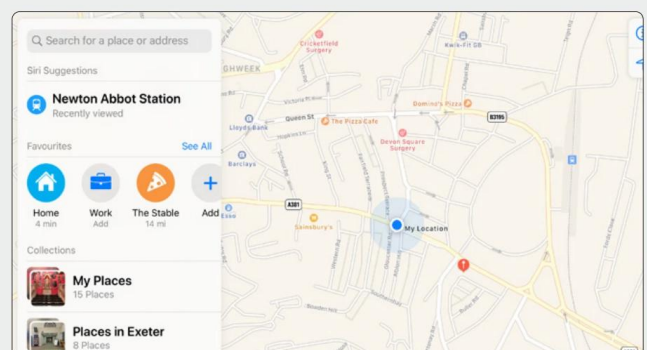 Search for a place or address
Siri Suggestions
Newton Abbot Station
Recently viewed
Favourites
See All
Home
4 min
Work
Add
The Stable
14 mi
Add
Collections
My Places
15 Places
Places in Exeter
8 Places
Cricketfield
Surgery
Kwik-Fit GB
GHWEEK
Domino's Pizza
B3195
Queen St
The Pizza Cafe
Lloyds Bank
Devon Square
Surgery
Barclays
A381
Esso
Sainsbury's
My Location